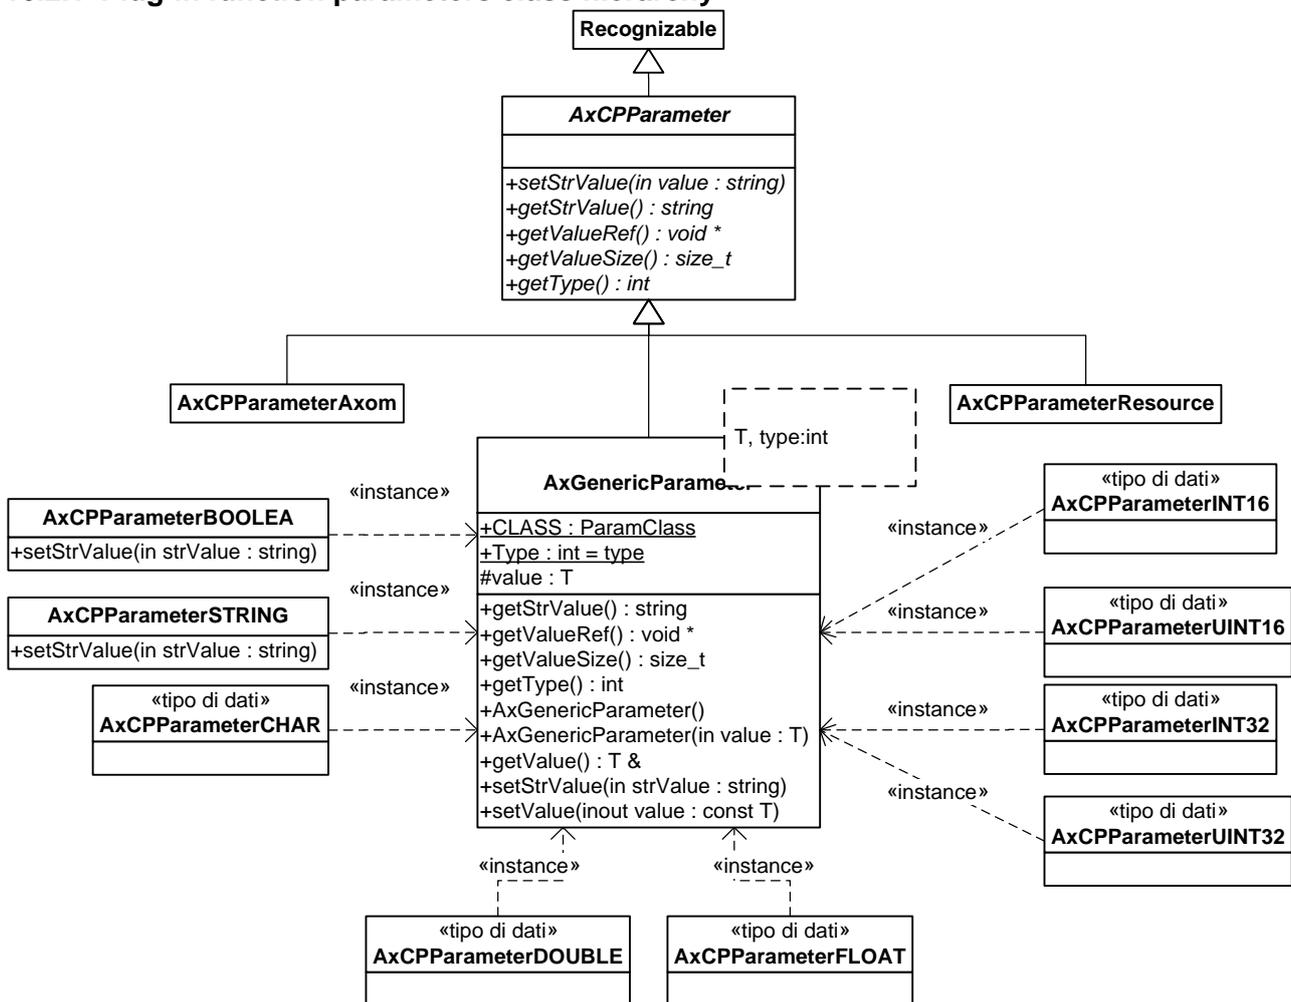 Recognizable
AxCPParameter
+setStrValue(in value : string)
+getStrValue() : string
+getValueRef() : void *
+getValueSize() : size_t
+getType() : int
AxCPParameterAxom
AxCPParameterResource
T, type:int
+CLASS : ParamClass
+Type : int = type
#value : T
+getStrValue() : string
+getValueRef() : void *
+getValueSize() : size_t
+getType() : int
+AxGenericParameter()
+AxGenericParameter(in value : T)
+getValue() : T &
+setStrValue(in strValue : string)
+setValue(inout value : const T)
«instance»
AxCPParameterBOOLEA
+setStrValue(in strValue : string)
«instance»
AxCPParameterSTRING
+setStrValue(in strValue : string)
«instance»
«tipo di dati»
AxCPParameterCHAR
«instance»
«tipo di dati»
AxCPParameterINT16
«instance»
«tipo di dati»
AxCPParameterUINT16
«instance»
«tipo di dati»
AxCPParameterINT32
«instance»
«tipo di dati»
AxCPParameterUINT32
«instance»
«tipo di dati»
AxCPParameterDOUBLE
«instance»
«tipo di dati»
AxCPParameterFLOAT